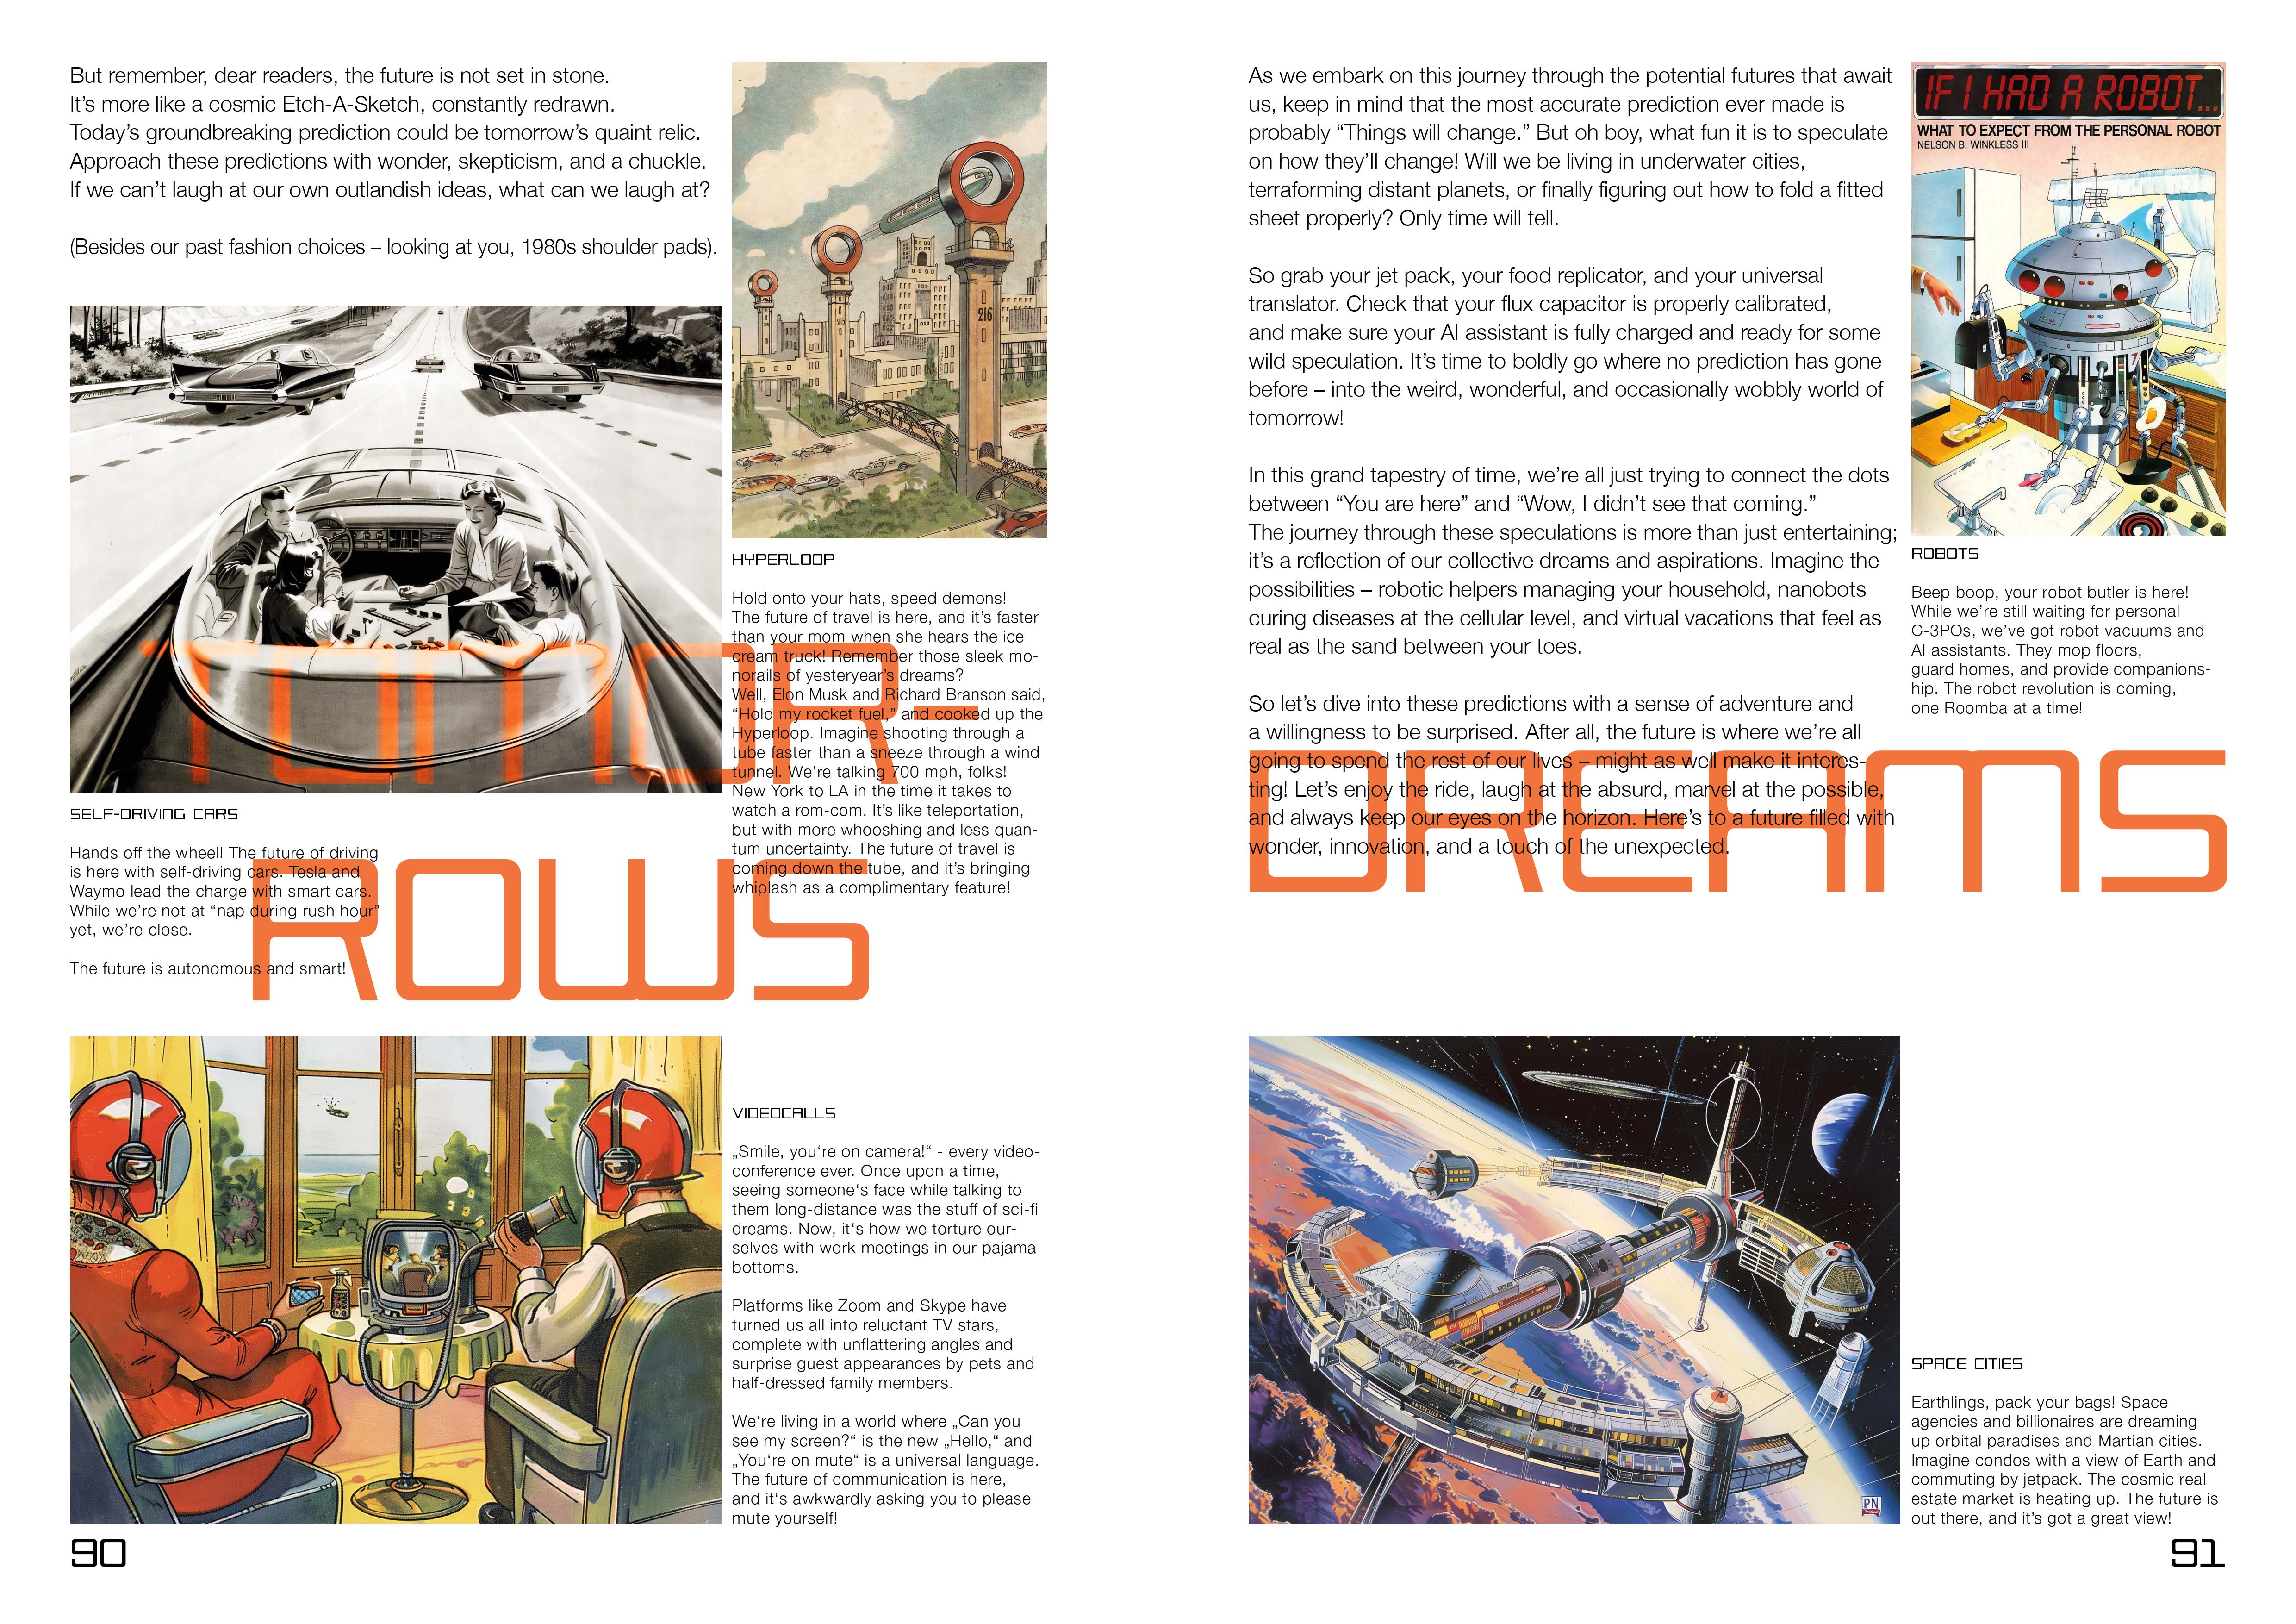 But remember, dear readers, the future is not set in stone.
It’s more like a cosmic Etch-A-Sketch, constantly redrawn.
Today’s groundbreaking prediction could be tomorrow’s quaint relic.
Approach these predictions with wonder, skepticism, and a chuckle.
If we can’t laugh at our own outlandish ideas, what can we laugh at?
(Besides our past fashion choices – looking at you, 1980s shoulder pads).
216
HYPERLOOP
Hold onto your hats, speed demons!
The future of travel is here, and it’s faster
than your mom when she hears the ice
cream truck! Remember those sleek mo-
norails of yesteryear’s dreams?
Well, Elon Musk and Richard Branson said,
“Hold my rocket fuel,” and cooked up the
Hyperloop. Imagine shooting through a
tube faster than a sneeze through a wind
tunnel. We’re talking 700 mph, folks!
New York to LA in the time it takes to
watch a rom-com. It’s like teleportation,
but with more whooshing and less quan-
tum uncertainty. The future of travel is
coming down the tube, and it’s bringing
whiplash as a complimentary feature!
TOMOR-
ROWS
SELF-DRIVING CARS
Hands off the wheel! The future of driving
is here with self-driving cars. Tesla and
Waymo lead the charge with smart cars.
While we’re not at “nap during rush hour”
yet, we’re close.
The future is autonomous and smart!
VIDEOCALLS
„Smile, you‘re on camera!“ - every video-
conference ever. Once upon a time,
seeing someone‘s face while talking to
them long-distance was the stuff of sci-fi
dreams. Now, it‘s how we torture our-
selves with work meetings in our pajama
bottoms.
Platforms like Zoom and Skype have
turned us all into reluctant TV stars,
complete with unflattering angles and
surprise guest appearances by pets and
half-dressed family members.
We‘re living in a world where „Can you
see my screen?“ is the new „Hello,“ and
„You‘re on mute“ is a universal language.
The future of communication is here,
and it‘s awkwardly asking you to please
mute yourself!
90
As we embark on this journey through the potential futures that await
us, keep in mind that the most accurate prediction ever made is
probably “Things will change.” But oh boy, what fun it is to speculate
on how they’ll change! Will we be living in underwater cities,
terraforming distant planets, or finally figuring out how to fold a fitted
sheet properly? Only time will tell.
So grab your jet pack, your food replicator, and your universal
translator. Check that your flux capacitor is properly calibrated,
and make sure your AI assistant is fully charged and ready for some
wild speculation. It’s time to boldly go where no prediction has gone
before – into the weird, wonderful, and occasionally wobbly world of
tomorrow!
In this grand tapestry of time, we’re all just trying to connect the dots
between “You are here” and “Wow, I didn’t see that coming.”
The journey through these speculations is more than just entertaining;
it’s a reflection of our collective dreams and aspirations. Imagine the
possibilities – robotic helpers managing your household, nanobots
curing diseases at the cellular level, and virtual vacations that feel as
real as the sand between your toes.
So let’s dive into these predictions with a sense of adventure and
a willingness to be surprised. After all, the future is where we’re all
going to spend the rest of our lives – might as well make it interes-
ting! Let’s enjoy the ride, laugh at the absurd, marvel at the possible,
and always keep our eyes on the horizon. Here’s to a future filled with
wonder, innovation, and a touch of the unexpected.
DREAMS
IF I HAD A ROBOT...
WHAT TO EXPECT FROM THE PERSONAL ROBOT
NELSON B. WINKLESS III
ROBOTS
Beep boop, your robot butler is here!
While we’re still waiting for personal
C-3POs, we’ve got robot vacuums and
AI assistants. They mop floors,
guard homes, and provide companions-
hip. The robot revolution is coming,
one Roomba at a time!
PN
SPACE CITIES
Earthlings, pack your bags! Space
agencies and billionaires are dreaming
up orbital paradises and Martian cities.
Imagine condos with a view of Earth and
commuting by jetpack. The cosmic real
estate market is heating up. The future is
out there, and it’s got a great view!
91